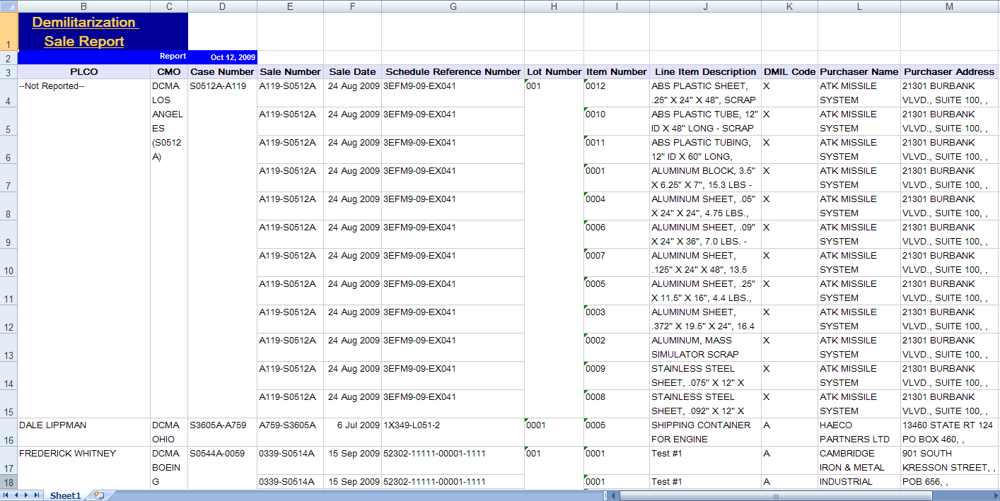 B C D E F G H I J K L M
1 Demilitarization
Sale Report
2 Report Oct 12, 2009
3 PLCO CMO Case Number Sale Number Sale Date Schedule Reference Number Lot Number Item Number Line Item Description DMIL Code Purchaser Name Purchaser Address
--Not Reported-- DCMA S0512A-A119 A119-S0512A 24 Aug 2009 3EFM9-09-EX041 001 0012 ABS PLASTIC SHEET, X ATK MISSILE 21301 BURBANK
4 LOS .25" X 24" X 48", SCRAP SYSTEM VLVD., SUITE 100, ,
ANGEL A119-S0512A 24 Aug 2009 3EFM9-09-EX041 0010 ABS PLASTIC TUBE, 12" X ATK MISSILE 21301 BURBANK
5 ES ID X 48" LONG - SCRAP SYSTEM VLVD., SUITE 100, ,
(S0512 A119-S0512A 24 Aug 2009 3EFM9-09-EX041 0011 ABS PLASTIC TUBING, X ATK MISSILE 21301 BURBANK
6 A) 12" ID X 60" LONG, SYSTEM VLVD., SUITE 100, ,
A119-S0512A 24 Aug 2009 3EFM9-09-EX041 0001 ALUMINUM BLOCK, 3.5" X ATK MISSILE 21301 BURBANK
7 X 6.25" X 7", 15.3 LBS - SYSTEM VLVD., SUITE 100, ,
A119-S0512A 24 Aug 2009 3EFM9-09-EX041 0004 ALUMINUM SHEET, .05" X ATK MISSILE 21301 BURBANK
8 X 24" X 24", 4.75 LBS., SYSTEM VLVD., SUITE 100, ,
A119-S0512A 24 Aug 2009 3EFM9-09-EX041 0006 ALUMINUM SHEET, .09" X ATK MISSILE 21301 BURBANK
9 X 24" X 36", 7.0 LBS. - SYSTEM VLVD., SUITE 100, ,
A119-S0512A 24 Aug 2009 3EFM9-09-EX041 0007 ALUMINUM SHEET, X ATK MISSILE 21301 BURBANK
10 .125" X 24" X 48", 13.5 SYSTEM VLVD., SUITE 100, ,
A119-S0512A 24 Aug 2009 3EFM9-09-EX041 0005 ALUMINUM SHEET, .25" X ATK MISSILE 21301 BURBANK
11 X 11.5" X 16", 4.4 LBS., SYSTEM VLVD., SUITE 100, ,
A119-S0512A 24 Aug 2009 3EFM9-09-EX041 0003 ALUMINUM SHEET, X ATK MISSILE 21301 BURBANK
12 .372" X 19.5" X 24", 16.4 SYSTEM VLVD., SUITE 100, ,
A119-S0512A 24 Aug 2009 3EFM9-09-EX041 0002 ALUMINUM, MASS X ATK MISSILE 21301 BURBANK
13 SIMULATOR SCRAP SYSTEM VLVD., SUITE 100, ,
A119-S0512A 24 Aug 2009 3EFM9-09-EX041 0009 STAINLESS STEEL X ATK MISSILE 21301 BURBANK
14 SHEET, .075" X 12" X SYSTEM VLVD., SUITE 100, ,
A119-S0512A 24 Aug 2009 3EFM9-09-EX041 0008 STAINLESS STEEL X ATK MISSILE 21301 BURBANK
15 SHEET, .092" X 12" X SYSTEM VLVD., SUITE 100, ,
DALE LIPPMAN DCMA S3605A-A759 A759-S3605A 6 Jul 2009 1X349-L051-2 0001 0005 SHIPPING CONTAINER A HAECO 13460 STATE RT 124
16 OHIO FOR ENGINE PARTNERS LTD PO BOX 460, ,
FREDERICK WHITNEY DCMA S0544A-0059 0339-S0514A 15 Sep 2009 52302-11111-00001-1111 001 0001 Test #1 A CAMBRIDGE 901 SOUTH
17 BOEIN IRON & METAL KRESSON STREET, ,
18 G 0339-S0514A 15 Sep 2009 52302-11111-00001-1111 0001 Test #1 A INDUSTRIAL POB 656, ,
Sheet1